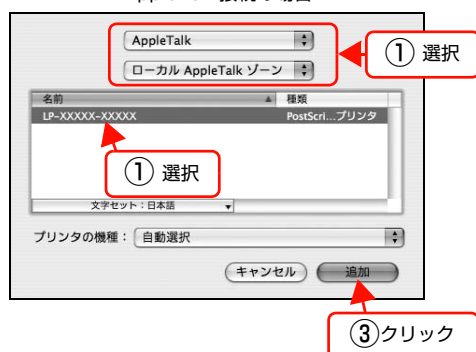 AppleTalk
① 選択
ローカル AppleTalk ゾーン
名前 種類
LP-XXXXX-XXXXX PostScri...プリンタ
① 選択
文字セット：日本語
プリンタの機種： 自動選択
キャンセル 追加
③クリック